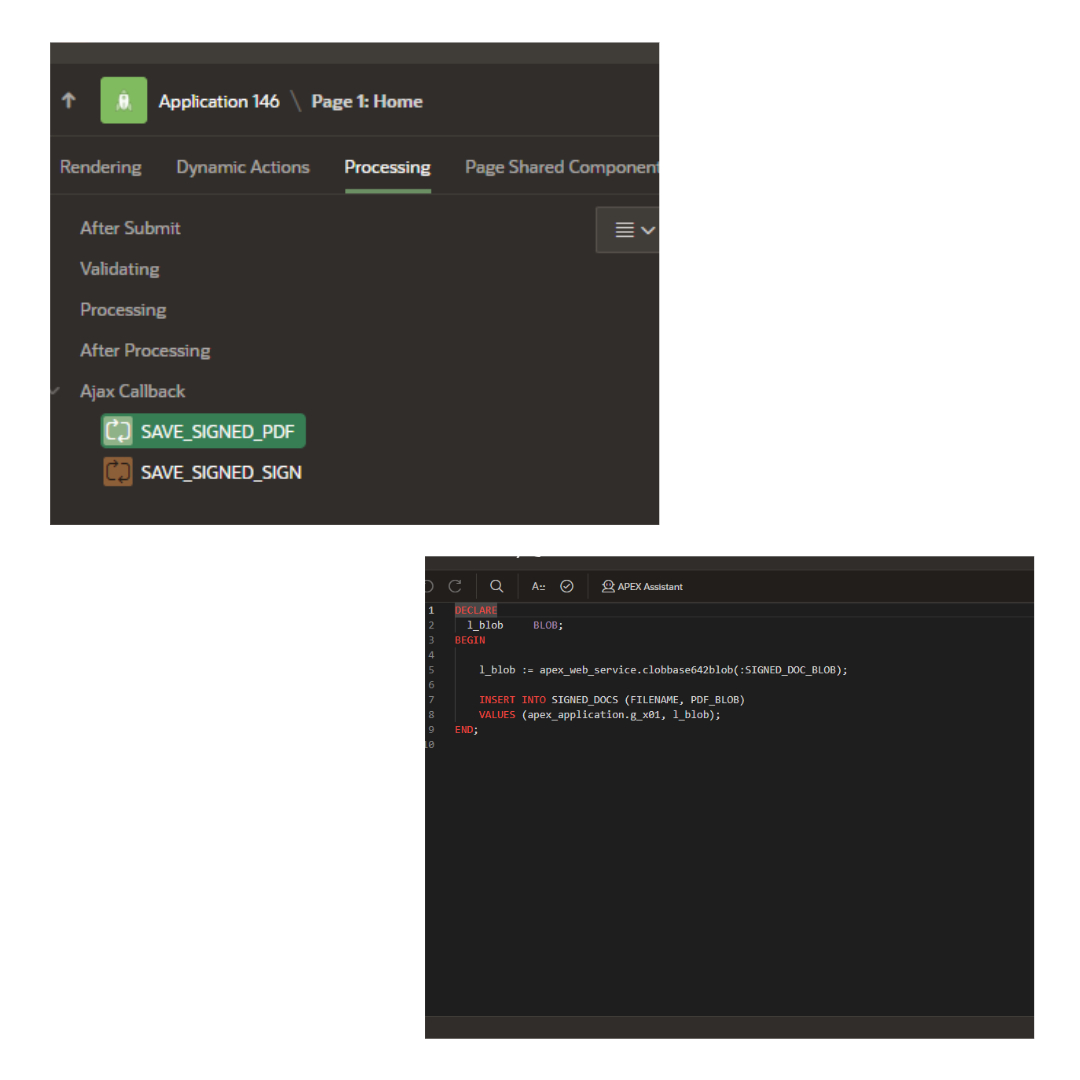 Application 146 \ Page 1: Home
Rendering Dynamic Actions Processing Page Shared Component
After Submit
Validating
Processing
After Processing
Ajax Callback
SAVE_SIGNED_PDF
SAVE_SIGNED_SIGN
A:: APEX Assistant
1 DECLARE
2 l_blob BLOB;
3 BEGIN
4
5 l_blob := apex_web_service.clobbase642blob(:SIGNED_DOC_BLOB);
6
7 INSERT INTO SIGNED_DOCS (FILENAME, PDF_BLOB)
8 VALUES (apex_application.g_x01, l_blob);
9 END;
10